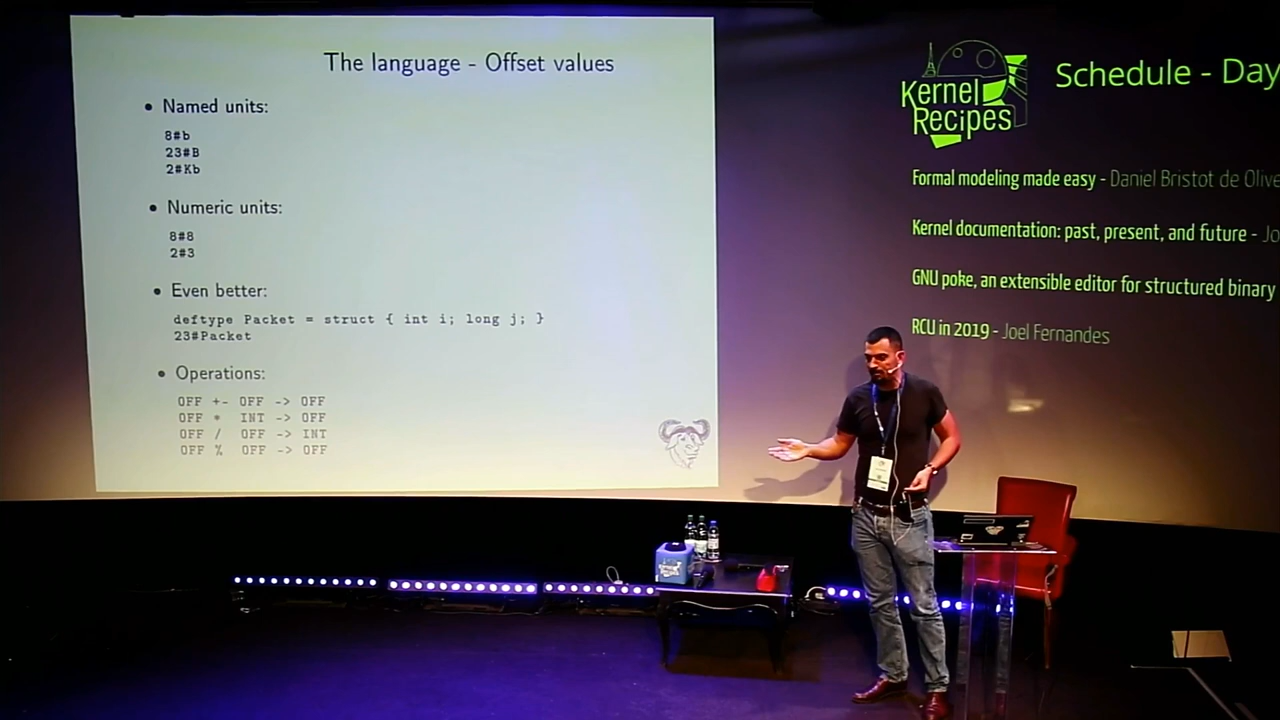 The language - Offset values
• Named units:
8#b
23#B
2#Kb
• Numeric units:
8#8
2#3
• Even better:
deftype Packet = struct { int i; long j; }
23#Packet
• Operations:
OFF +- OFF -> OFF
OFF * INT -> OFF
OFF / OFF -> INT
OFF % OFF -> OFF
Kernel
Recipes
Schedule - Day
Formal modeling made easy - Daniel Bristot de Olive
Kernel documentation: past, present, and future - Jo
GNU poke, an extensible editor for structured binary
RCU in 2019 - Joel Fernandes